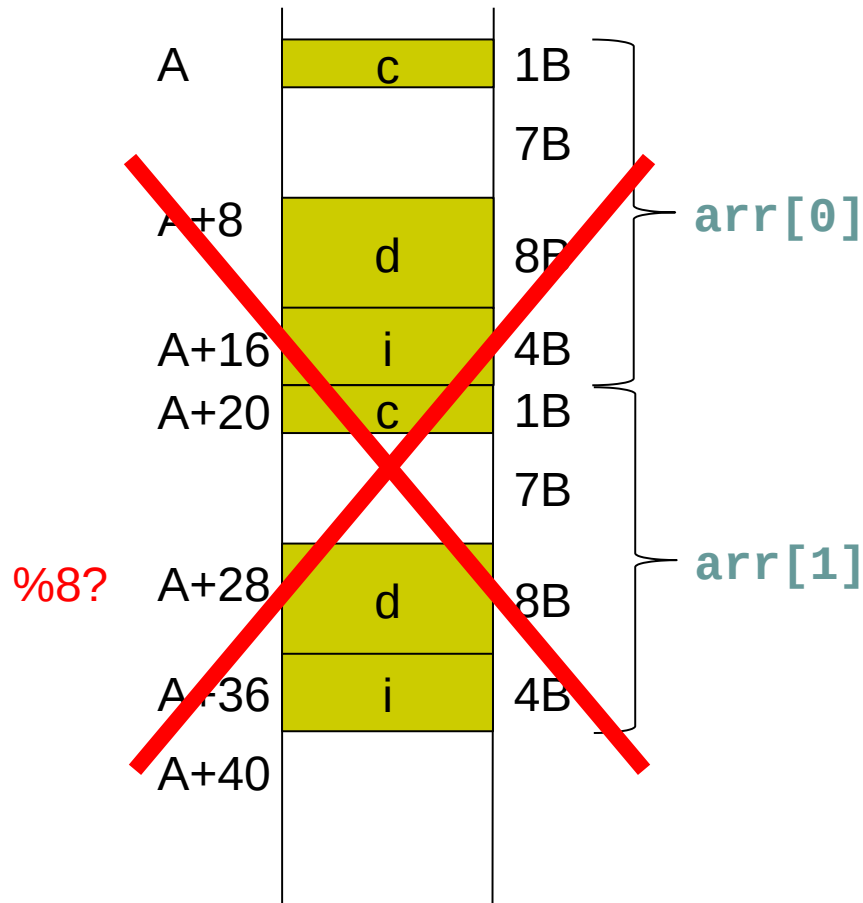 A c 1B
7B
A+8 d 8B arr[0]
A+16 i 4B
A+20 c 1B
7B
%8? A+28 d 8B arr[1]
A+36 i 4B
A+40